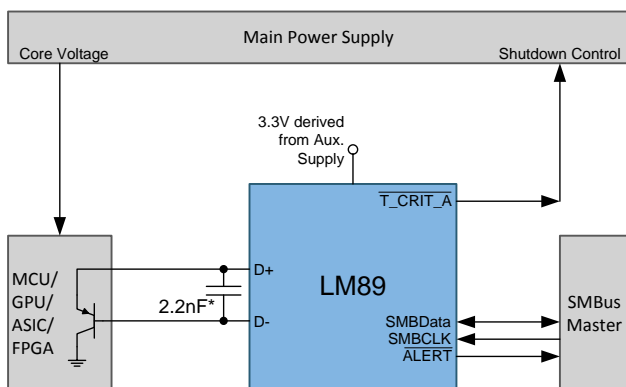 Main Power Supply
Core Voltage
Shutdown Control
3.3V derived
from Aux.
Supply
T_CRIT_A
MCU/
GPU/
ASIC/
FPGA
D+
2.2nF*
D-
LM89
SMBData
SMBCLK
ALERT
SMBus
Master